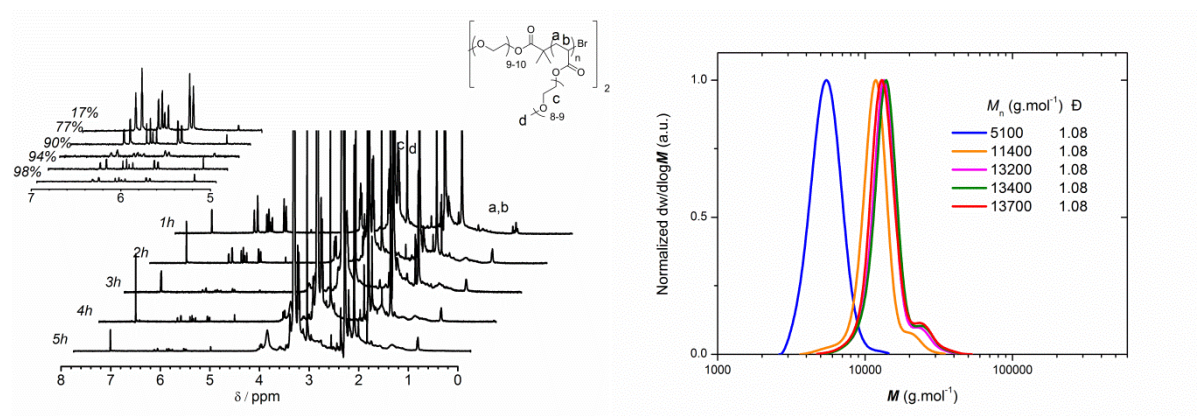 a
b
Br
n
O
9-10
2
c
d
8-9
17%
77%
90%
94%
98%
7
6
5
c
d
a,b
1h
2h
3h
4h
5h
8
7
6
5
4
3
2
1
0
δ / ppm
Normalized dw/dlogM (a.u.)
1.0
0.5
0.0
Mn (g.mol-1) Đ
5100 1.08
11400 1.08
13200 1.08
13400 1.08
13700 1.08
1000
10000
100000
M (g.mol-1)